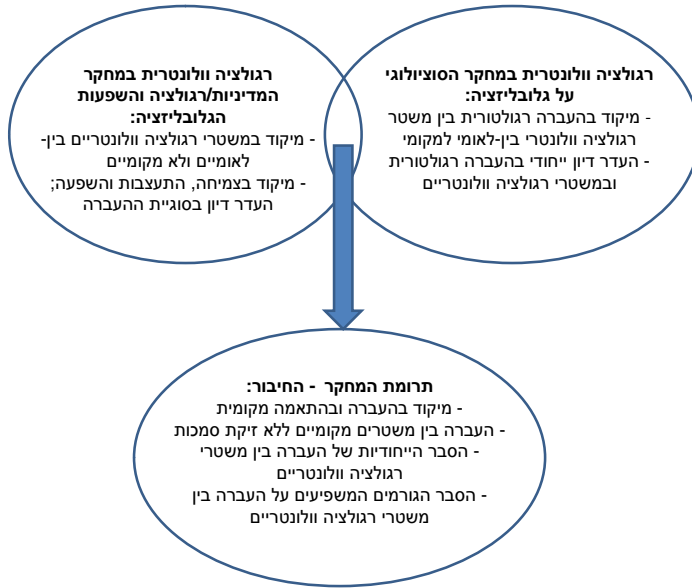 רגולציה וולונטרית במחקר הסוציולוגי
על גלובליזציה:
- מיקוד בהעברה רגולטורית בין משטר
רגולציה וולונטרי בין-לאומי למקומי
- העדר דיון ייחודי בהעברה רגולטורית
ובמשטרי רגולציה וולונטריים
רגולציה וולונטרית במחקר
המדיניות/רגולציה והשפעות
הגלובליזציה:
- מיקוד במשטרי רגולציה וולונטריים בין-
לאומיים ולא מקומיים
- מיקוד בצמיחה, התעצבות והשפעה;
העדר דיון בסוגיית ההעברה
תרומת המחקר - החיבור:
- מיקוד בהעברה ובהתאמה מקומית
- העברה בין משטרים מקומיים ללא זיקת סמכות
- הסבר הייחודיות של העברה בין משטרי
רגולציה וולונטריים
- הסבר הגורמים המשפיעים על העברה בין
משטרי רגולציה וולונטריים